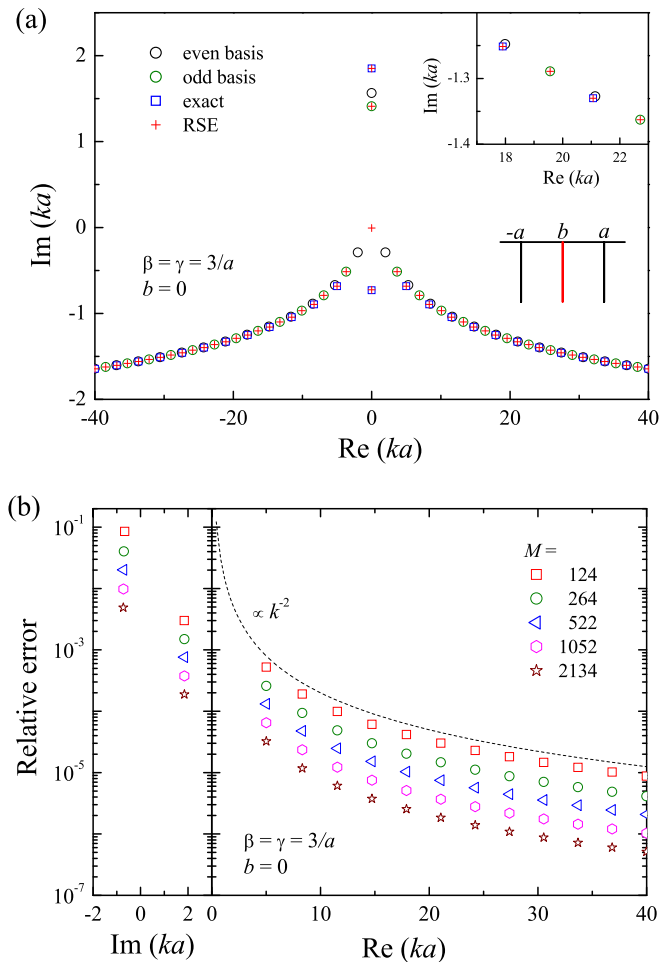 (a)
2
1
0
-1
-2
Im (ka)
even basis
odd basis
exact
RSE
β = γ = 3/a
b = 0
-1.3
-1.4
Im (ka)
18 20 22
Re (ka)
-a b a
-40 -20 0 20 40
Re (ka)
(b)
10-1
10-3
10-5
10-7
Relative error
∝ k-2
M =
124
264
522
1052
2134
β = γ = 3/a
b = 0
-2 0 2 0 10 20 30 40
Im (ka) Re (ka)